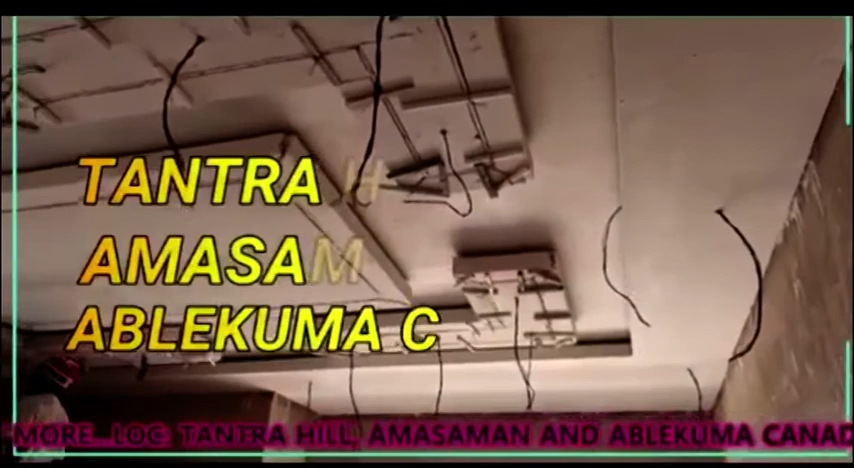 TANTRA H
AMASAM
ABLEKUMA C
MORE LOC: TANTRA HILL, AMASAMAN AND ABLEKUMA CANAD